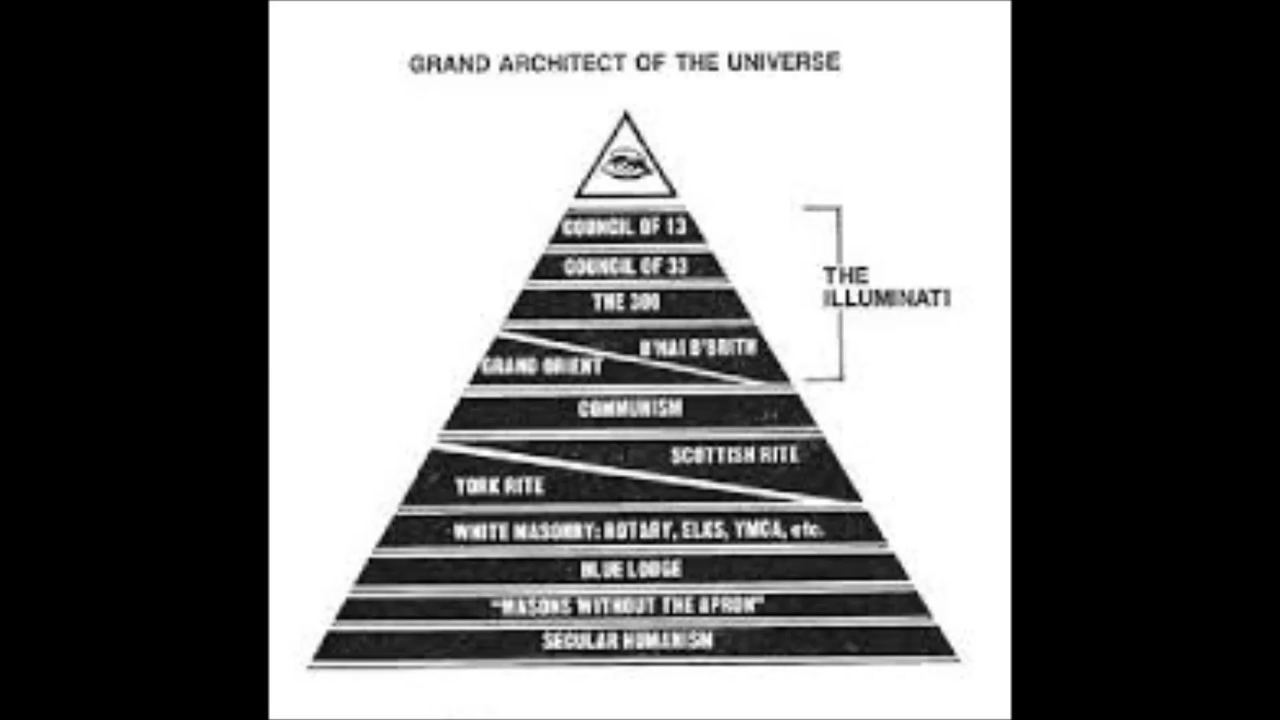 GRAND ARCHITECT OF THE UNIVERSE
COUNCIL OF 13
COUNCIL OF 33
THE 300
THE
ILLUMINATI
B'NAI B'BRITH
GRAND ORIENT
COMMUNISM
SCOTTISH RITE
YORK RITE
WHITE MASONRY: ROTARY, ELKS, YMCA, etc.
BLUE LODGE
"MASONS WITHOUT THE APRON"
SECULAR HUMANISM